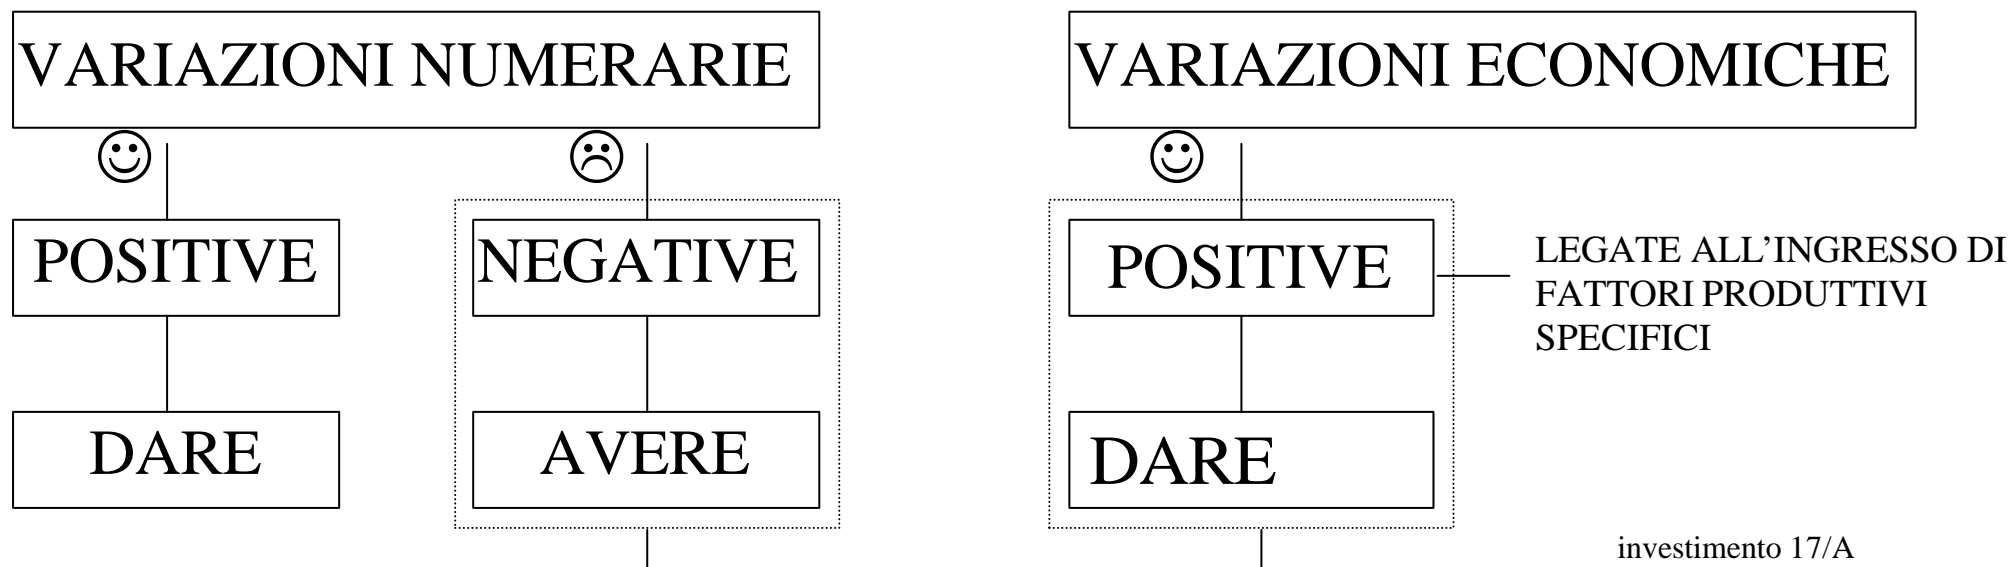 VARIAZIONI NUMERARIE
VARIAZIONI ECONOMICHE
POSITIVE
NEGATIVE
POSITIVE
LEGATE ALL’INGRESSO DI
FATTORI PRODUTTIVI
SPECIFICI
DARE
AVERE
DARE
investimento 17/A